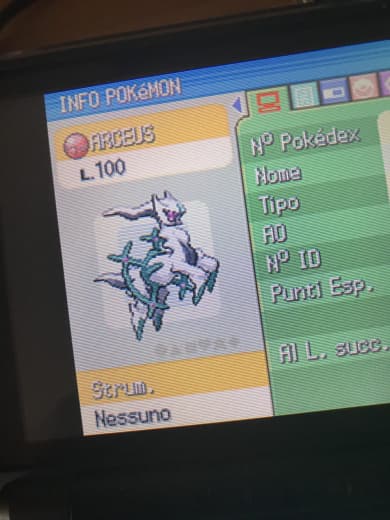 INFO POKéMON
ARCEUS
L.100
Strum.
Nessuno
Nº Pokédex
Nome
Tipo
AO
Nº ID
Punti Esp.
Al L. succ.